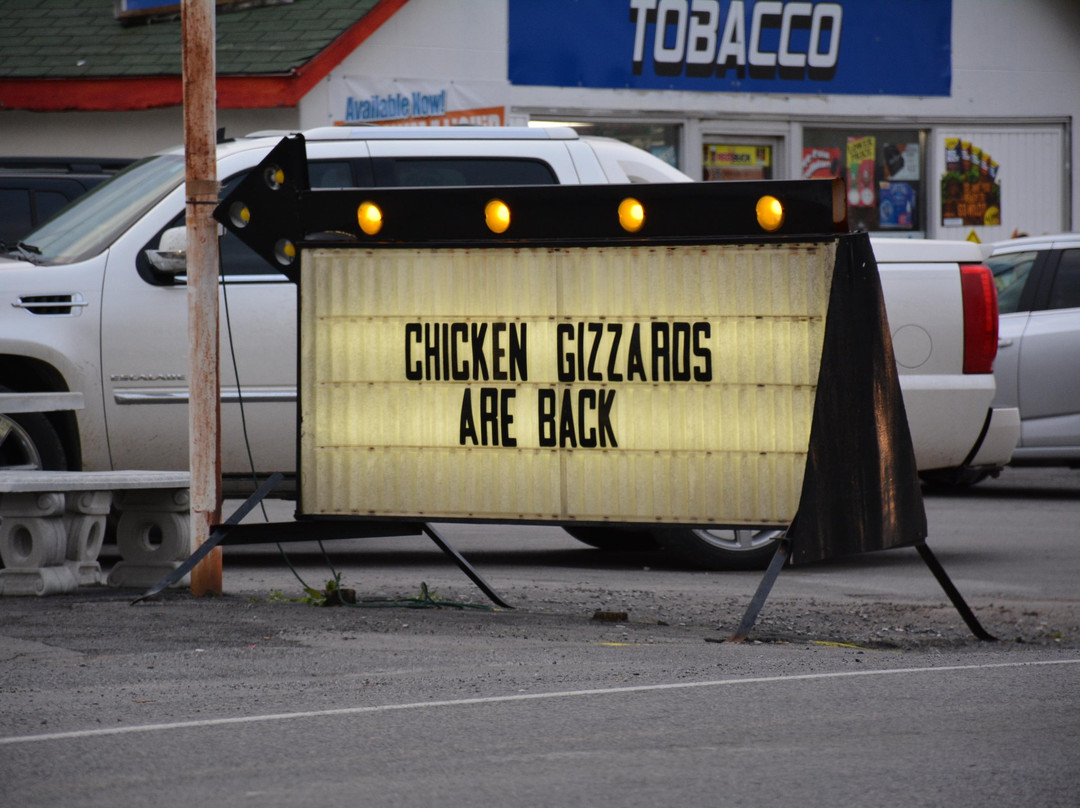 TOBACCO
Available Now!
CHICKEN GIZZARDS
ARE BACK